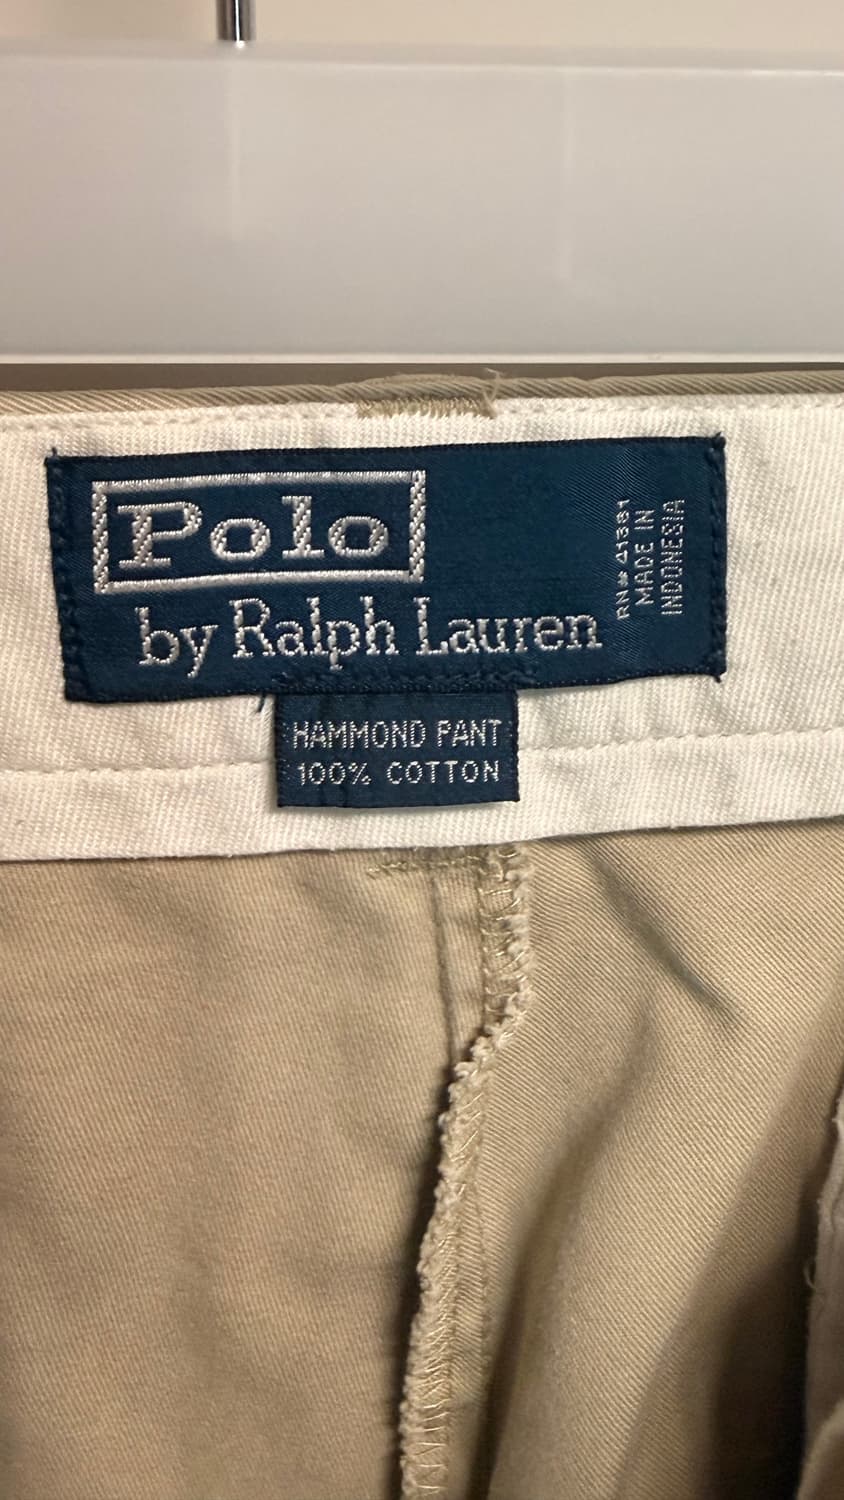 Polo
by Ralph Lauren
RN# 41381
MADE IN
INDONESIA
HAMMOND PANT
100% COTTON